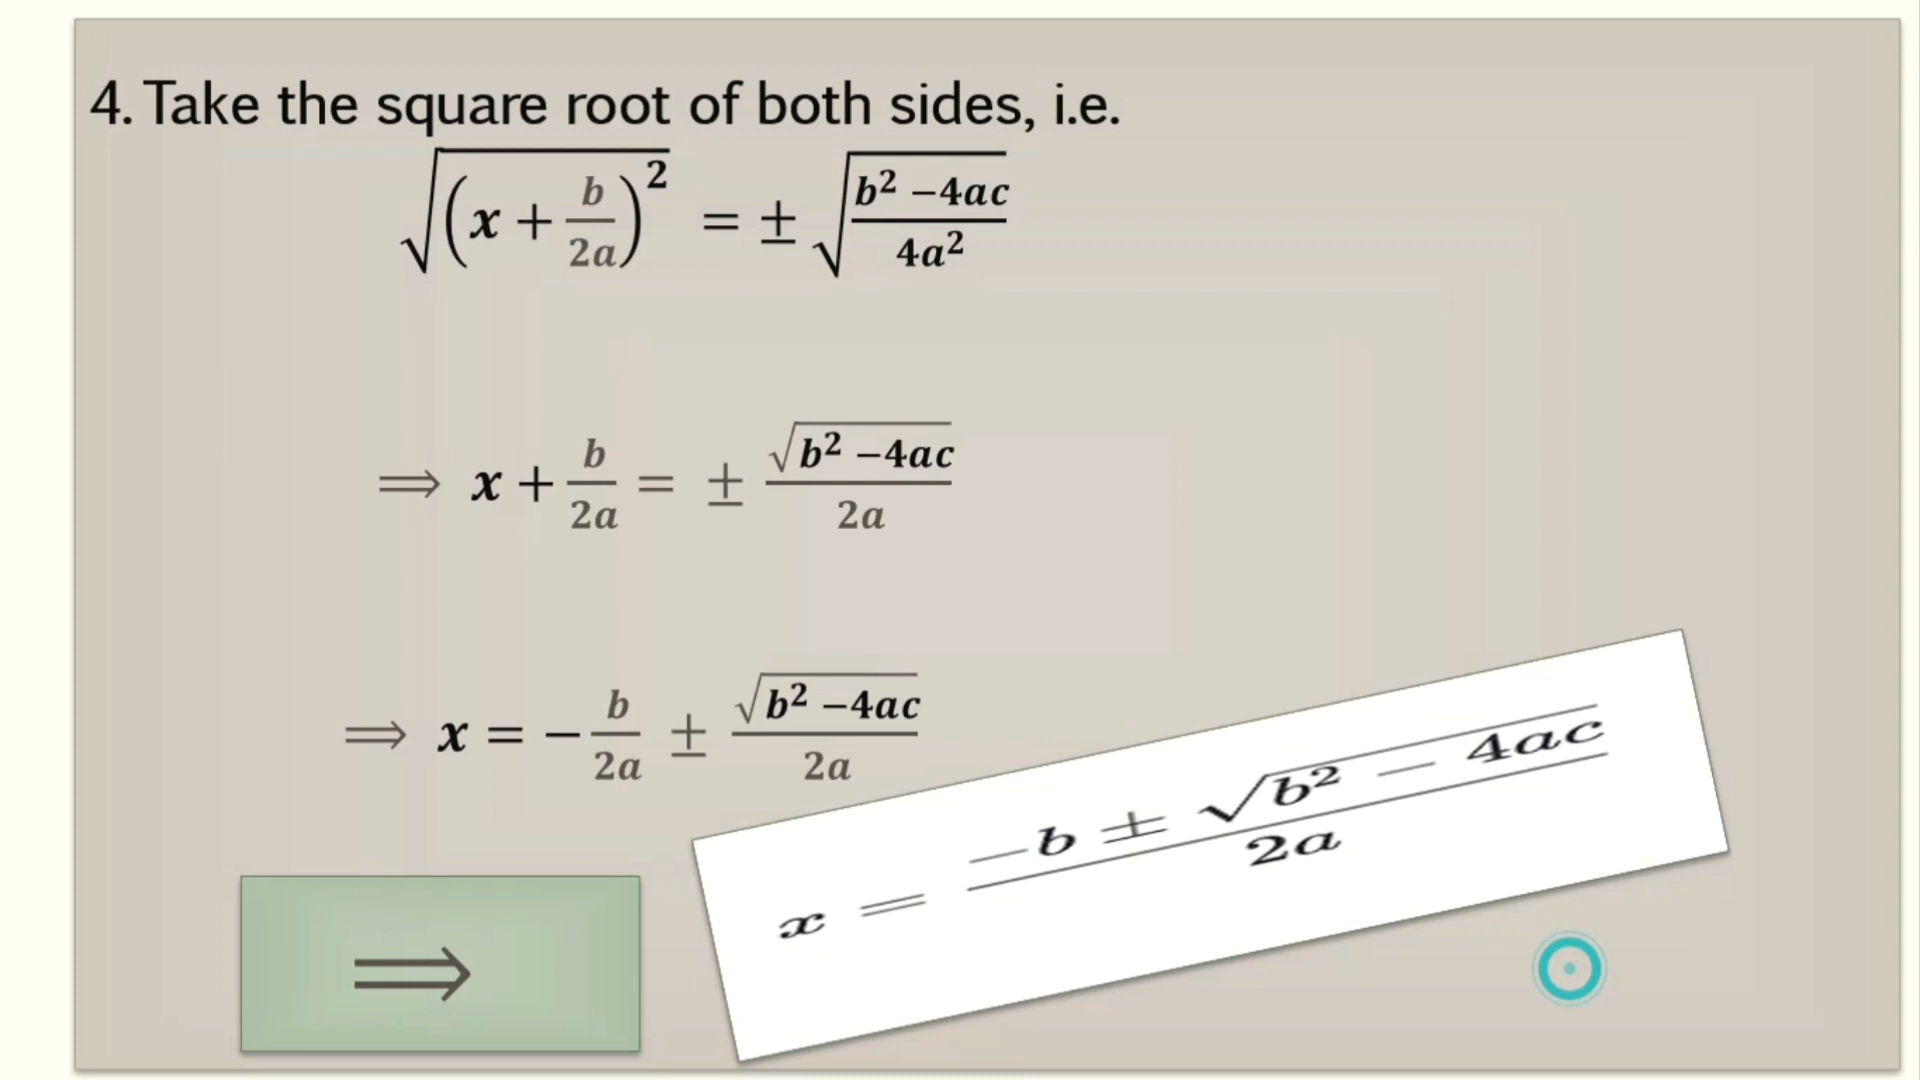 4. Take the square root of both sides, i.e.
√((x + b/2a)²) = ± √((b² −4ac)/(4a²))
⟹ x + b/2a = ± √(b² −4ac)/2a
⟹ x = − b/2a ± √(b² −4ac)/2a
⟹
x = (−b ± √(b² − 4ac))/2a